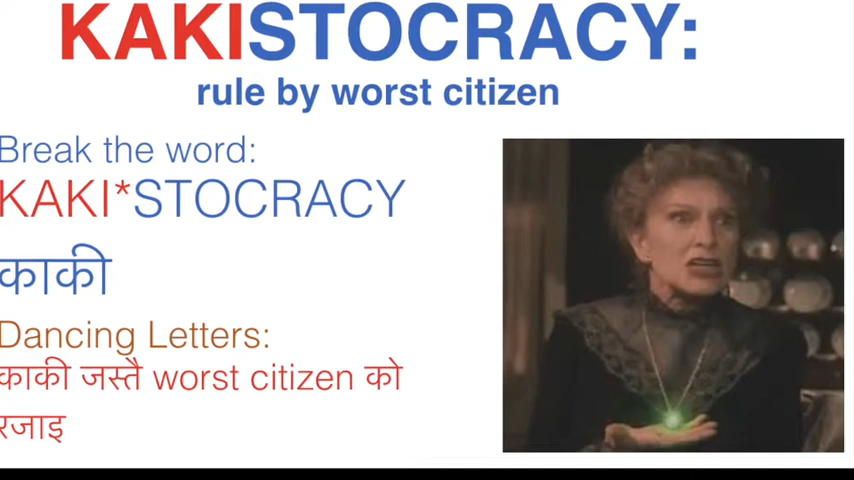 KAKISTOCRACY:
rule by worst citizen
Break the word:
KAKI*STOCRACY
काकी
Dancing Letters:
काकी जस्तै worst citizen को
रजाइ